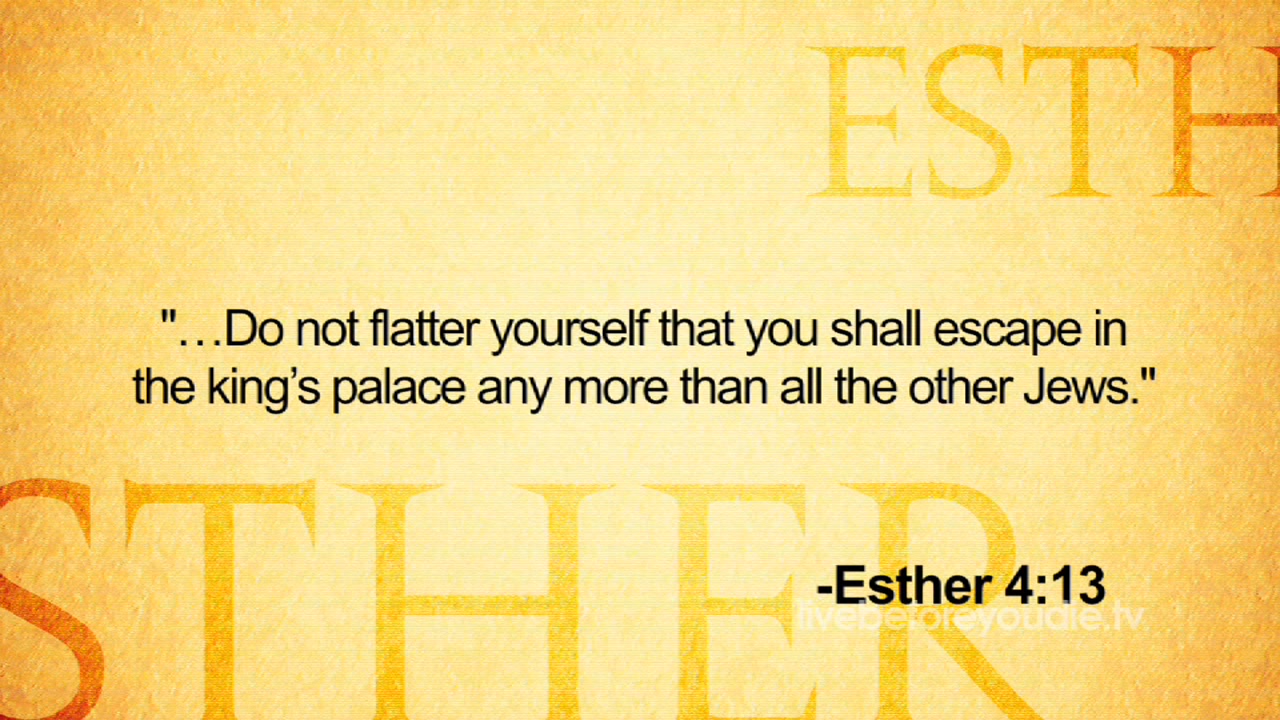 ESTH
"…Do not flatter yourself that you shall escape in
the king’s palace any more than all the other Jews."
STHER
-Esther 4:13
livebeforeyoudie.tv